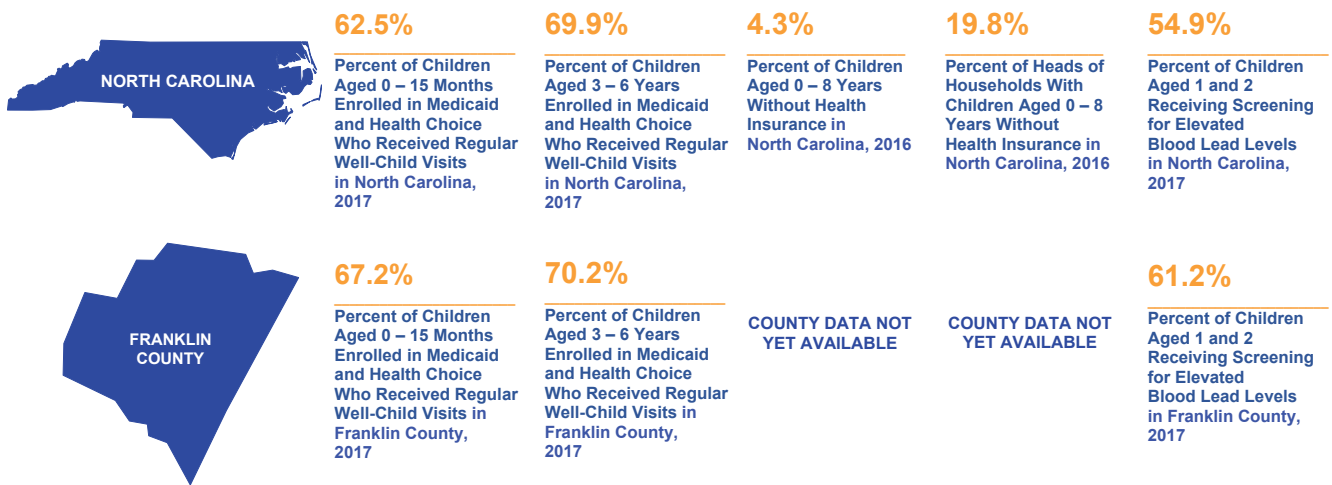 NORTH CAROLINA
62.5%
Percent of Children
Aged 0 – 15 Months
Enrolled in Medicaid
and Health Choice
Who Received Regular
Well-Child Visits
in North Carolina,
2017
69.9%
Percent of Children
Aged 3 – 6 Years
Enrolled in Medicaid
and Health Choice
Who Received Regular
Well-Child Visits
in North Carolina,
2017
4.3%
Percent of Children
Aged 0 – 8 Years
Without Health
Insurance in
North Carolina, 2016
19.8%
Percent of Heads of
Households With
Children Aged 0 – 8
Years Without
Health Insurance in
North Carolina, 2016
54.9%
Percent of Children
Aged 1 and 2
Receiving Screening
for Elevated
Blood Lead Levels
in North Carolina,
2017
FRANKLIN
COUNTY
67.2%
Percent of Children
Aged 0 – 15 Months
Enrolled in Medicaid
and Health Choice
Who Received Regular
Well-Child Visits in
Franklin County,
2017
70.2%
Percent of Children
Aged 3 – 6 Years
Enrolled in Medicaid
and Health Choice
Who Received Regular
Well-Child Visits in
Franklin County,
2017
COUNTY DATA NOT
YET AVAILABLE
COUNTY DATA NOT
YET AVAILABLE
61.2%
Percent of Children
Aged 1 and 2
Receiving Screening
for Elevated
Blood Lead Levels
in Franklin County,
2017